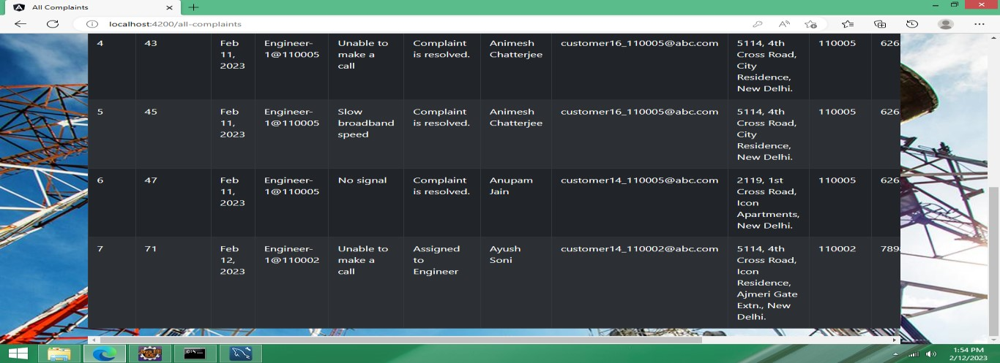 All Complaints
localhost:4200/all-complaints
4 43 Feb Engineer- Unable to Complaint Animesh customer16_110005@abc.com 5114, 4th 110005 626
11, 1@110005 make a is resolved. Chatterjee Cross Road,
2023 call City
Residence,
New Delhi.
5 45 Feb Engineer- Slow Complaint Animesh customer16_110005@abc.com 5114, 4th 110005 626
11, 1@110005 broadband is resolved. Chatterjee Cross Road,
2023 speed City
Residence,
New Delhi.
6 47 Feb Engineer- No signal Complaint Anupam customer14_110005@abc.com 2119, 1st 110005 626
11, 1@110005 is resolved. Jain Cross Road,
2023 Icon
Apartments,
New Delhi.
7 71 Feb Engineer- Unable to Assigned Ayush customer14_110002@abc.com 5114, 4th 110002 789
12, 1@110002 make a to Soni Cross Road,
2023 call Engineer Icon
Residence,
Ajmeri Gate
Extn., New
Delhi.
Java EE
IDE
1:54 PM
2/12/2023